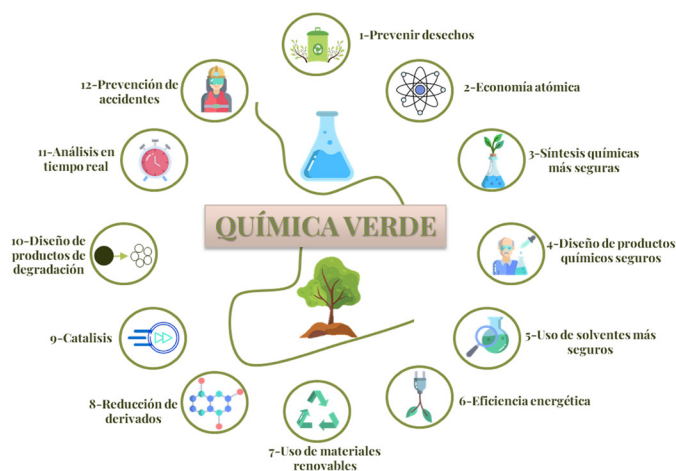 1-Prevenir desechos
2-Economía atómica
3-Síntesis químicas
más seguras
4-Diseño de productos
químicos seguros
5-Uso de solventes más
seguros
6-Eficiencia energética
7-Uso de materiales
renovables
8-Reducción de
derivados
9-Catalisis
10-Diseño de
productos de
degradación
11-Análisis en
tiempo real
12-Prevención de
accidentes
QUÍMICA VERDE